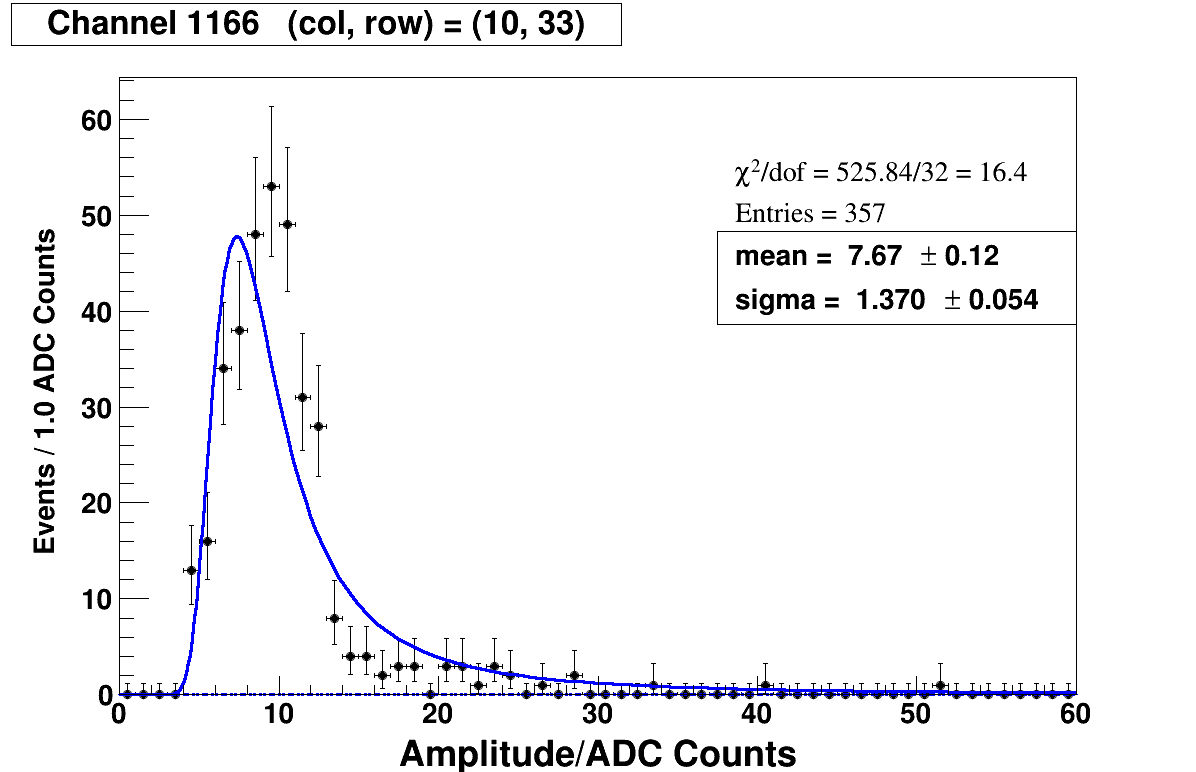 Channel 1166 (col, row) = (10, 33)
χ²/dof = 525.84/32 = 16.4
Entries = 357
mean = 7.67 ± 0.12
sigma = 1.370 ± 0.054
Events / 1.0 ADC Counts
60
50
40
30
20
10
0
0 10 20 30 40 50 60
Amplitude/ADC Counts